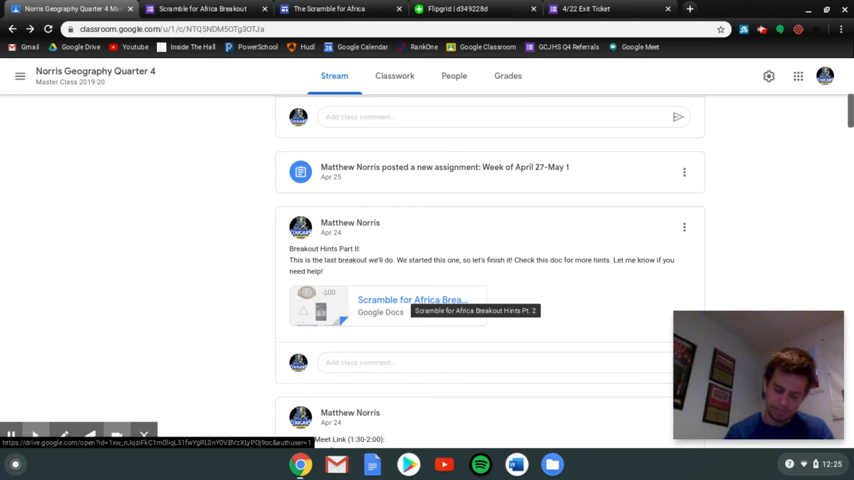 Norris Geography Quarter 4 Ma
Scramble for Africa Breakout
The Scramble for Africa
Flipgrid | d349228d
4/22 Exit Ticket
classroom.google.com/u/1/c/NTQ5NDM5OTg3OTJa
Gmail
Google Drive
Youtube
Inside The Hall
PowerSchool
Hudl
Google Calendar
RankOne
Google Classroom
GCJHS Q4 Referrals
Google Meet
Norris Geography Quarter 4
Master Class 2019-20
Stream
Classwork
People
Grades
Add class comment...
Matthew Norris posted a new assignment: Week of April 27-May 1
Apr 25
Matthew Norris
Apr 24
Breakout Hints Part II:
This is the last breakout we'll do. We started this one, so let's finish it! Check this doc for more hints. Let me know if you
need help!
-100
Scramble for Africa Brea...
Google Docs
Scramble for Africa Breakout Hints Pt. 2
Add class comment...
Matthew Norris
Apr 24
Meet Link (1:30-2:00):
12:25